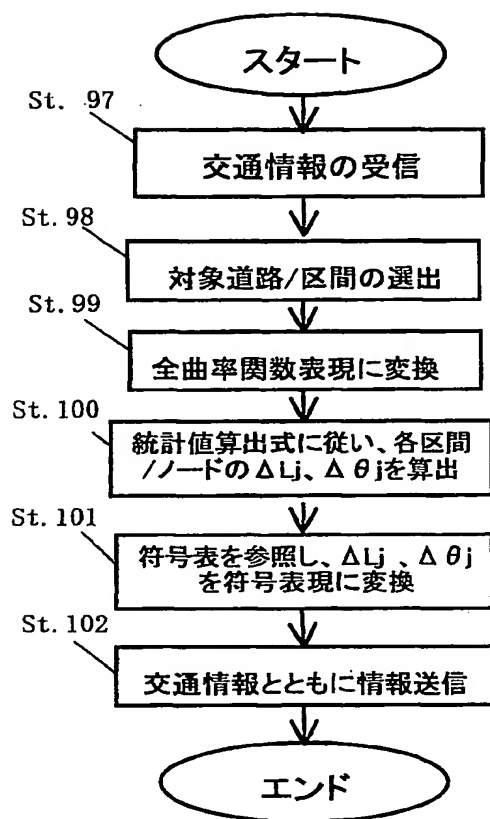 スタート
St. 97
交通情報の受信
St.98
対象道路/区間の選出
St.99
全曲率関数表現に変換
St.100
統計値算出式に従い、各区間
/ノードのΔLj、Δθjを算出
St.101
符号表を参照し、ΔLj、Δθj
を符号表現に変換
St.102
交通情報とともに情報送信
エンド